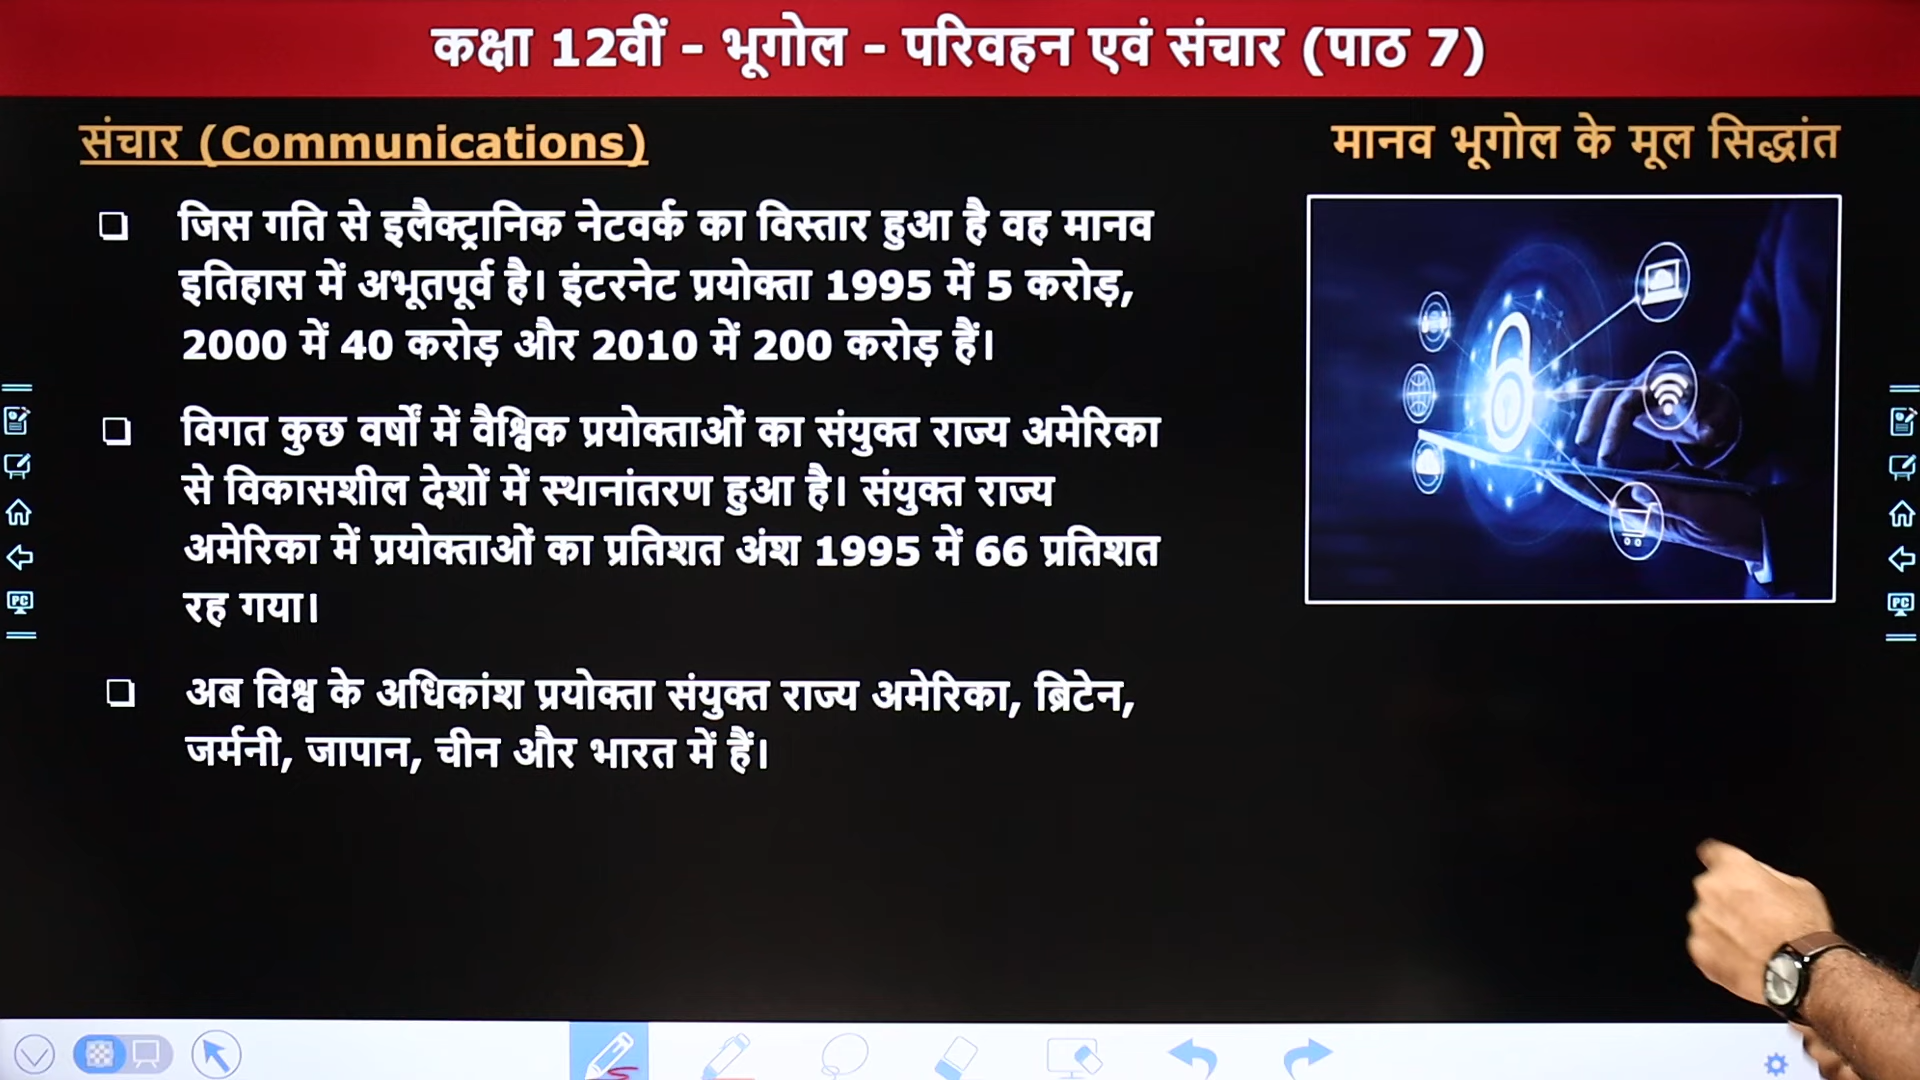 कक्षा 12वीं - भूगोल - परिवहन एवं संचार (पाठ 7)
संचार (Communications)
मानव भूगोल के मूल सिद्धांत
❑ जिस गति से इलैक्ट्रानिक नेटवर्क का विस्तार हुआ है वह मानव
इतिहास में अभूतपूर्व है। इंटरनेट प्रयोक्ता 1995 में 5 करोड़,
2000 में 40 करोड़ और 2010 में 200 करोड़ हैं।
❑ विगत कुछ वर्षों में वैश्विक प्रयोक्ताओं का संयुक्त राज्य अमेरिका
से विकासशील देशों में स्थानांतरण हुआ है। संयुक्त राज्य
अमेरिका में प्रयोक्ताओं का प्रतिशत अंश 1995 में 66 प्रतिशत
रह गया।
❑ अब विश्व के अधिकांश प्रयोक्ता संयुक्त राज्य अमेरिका, ब्रिटेन,
जर्मनी, जापान, चीन और भारत में हैं।
PC
PC